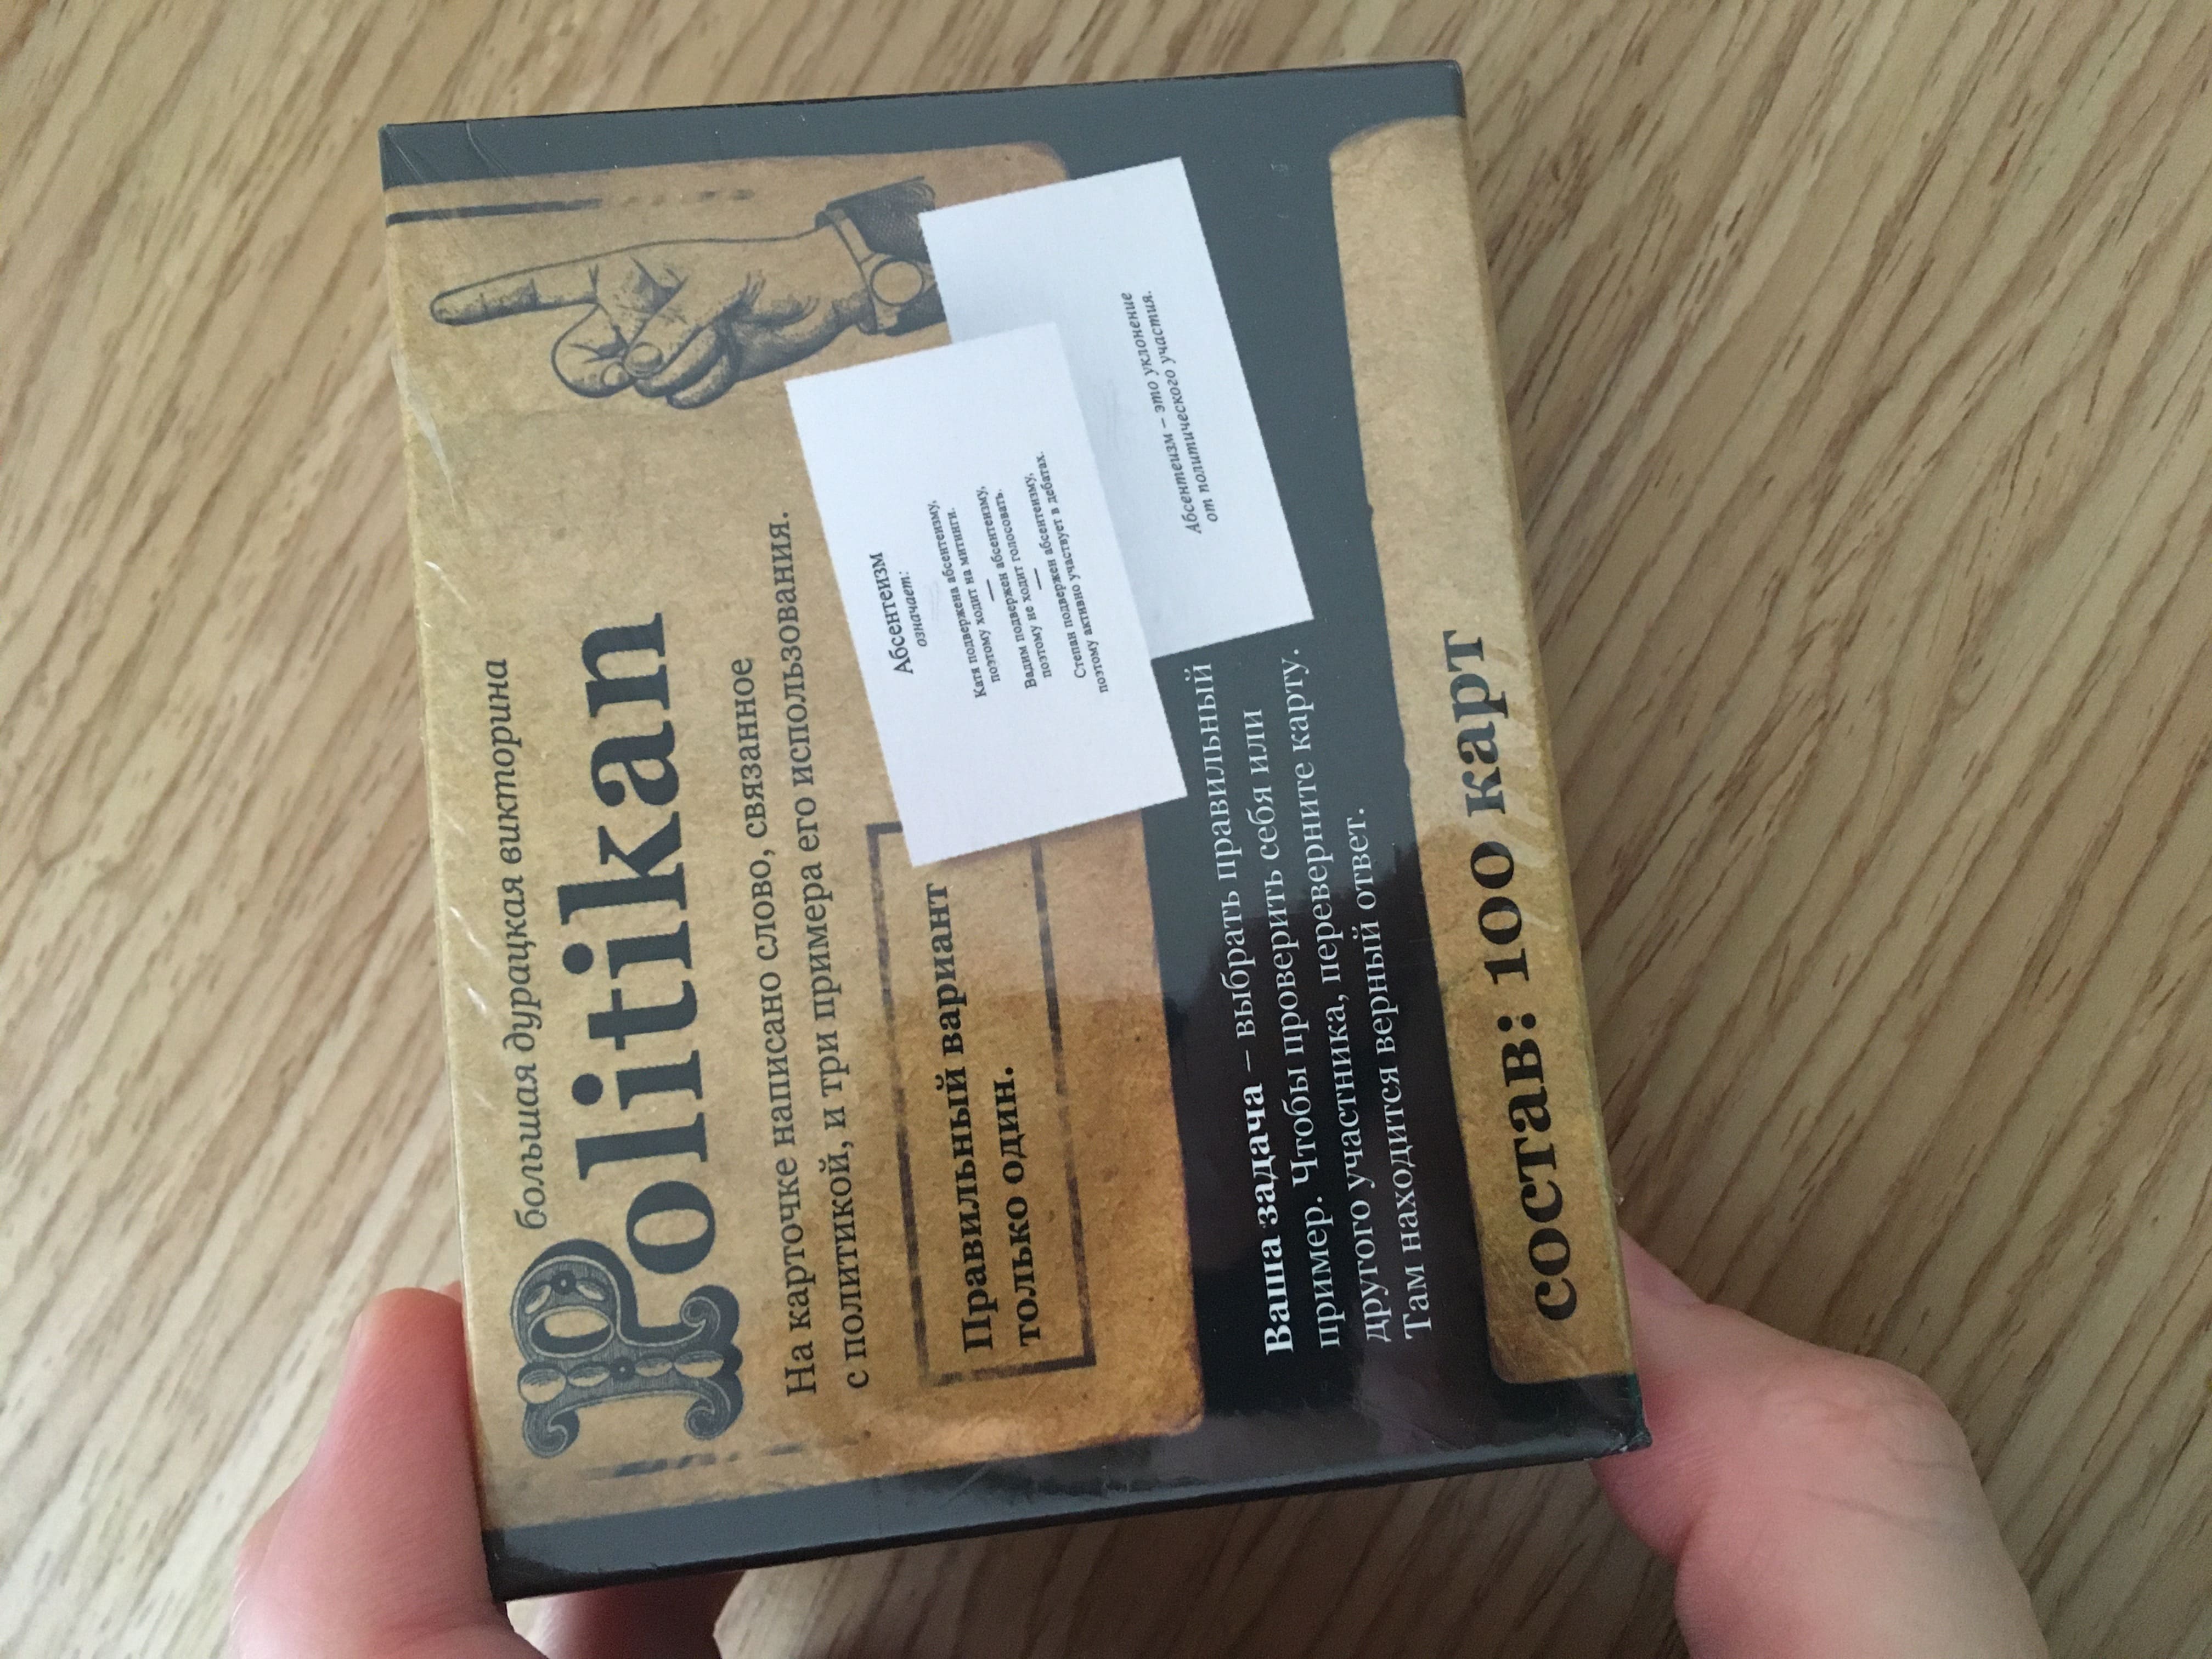 большая дурацкая викторина
Politikan
На карточке написано слово, связанное
с политикой, и три примера его использования.
Правильный вариант
только один.
Абсентеизм
означает:
Катя подвержена абсентеизму,
поэтому ходит на митинги.
—
Вадим подвержен абсентеизму,
поэтому не ходит голосовать.
—
Степан подвержен абсентеизму,
поэтому активно участвует в дебатах.
Абсентеизм – это уклонение
от политического участия.
Ваша задача – выбрать правильный
пример. Чтобы проверить себя или
другого участника, переверните карту.
Там находится верный ответ.
состав: 100 карт